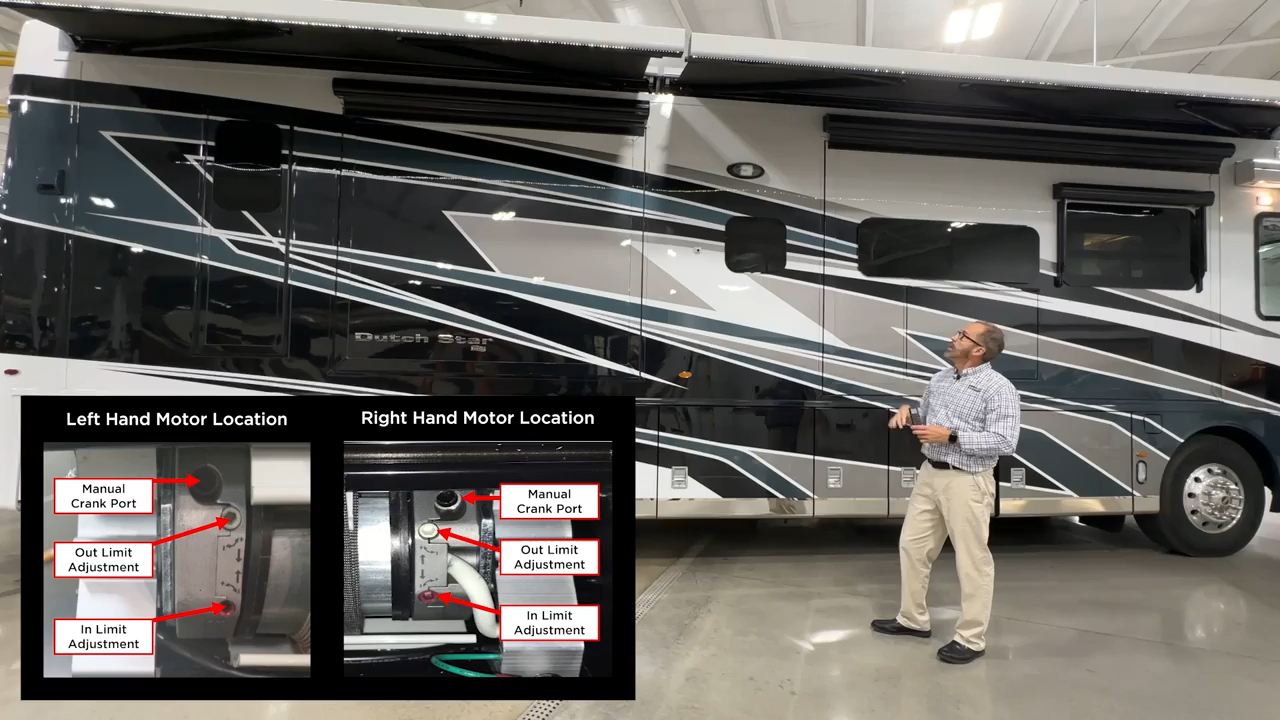 Dutch Star
Left Hand Motor Location
Manual
Crank Port
Out Limit
Adjustment
In Limit
Adjustment
Right Hand Motor Location
Manual
Crank Port
Out Limit
Adjustment
In Limit
Adjustment